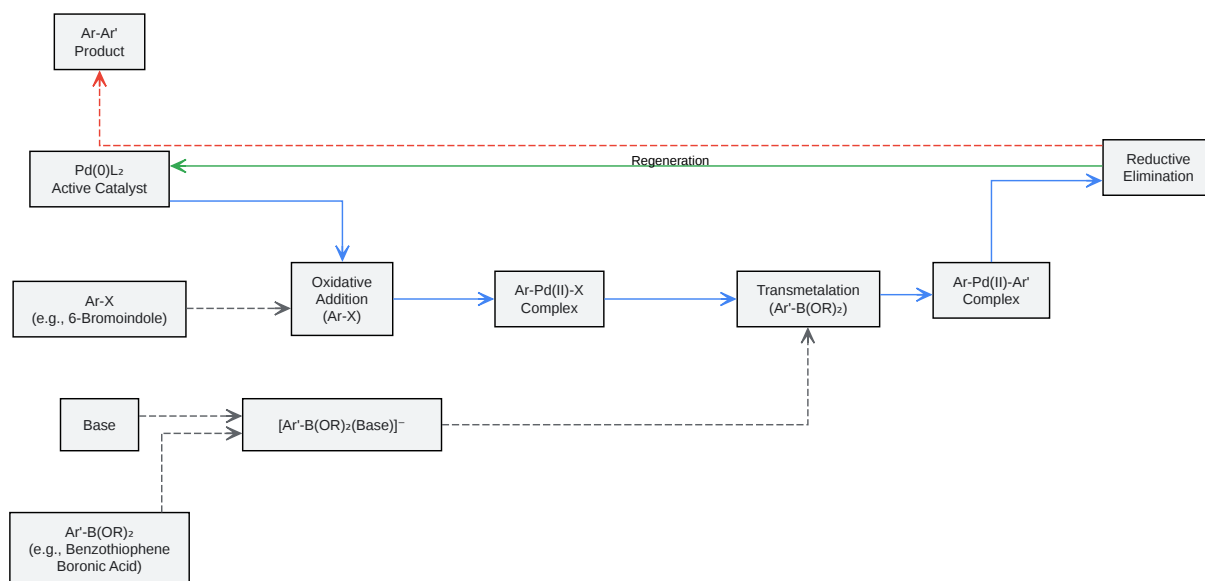 Ar-Ar'
Product
Regeneration
Reductive
Elimination
Pd(0)L₂
Active Catalyst
Oxidative
Addition
(Ar-X)
Ar-Pd(II)-X
Complex
Transmetalation
(Ar'-B(OR)₂)
Ar-Pd(II)-Ar'
Complex
Ar-X
(e.g., 6-Bromoindole)
Base
[Ar'-B(OR)₂(Base)]⁻
Ar'-B(OR)₂
(e.g., Benzothiophene
Boronic Acid)